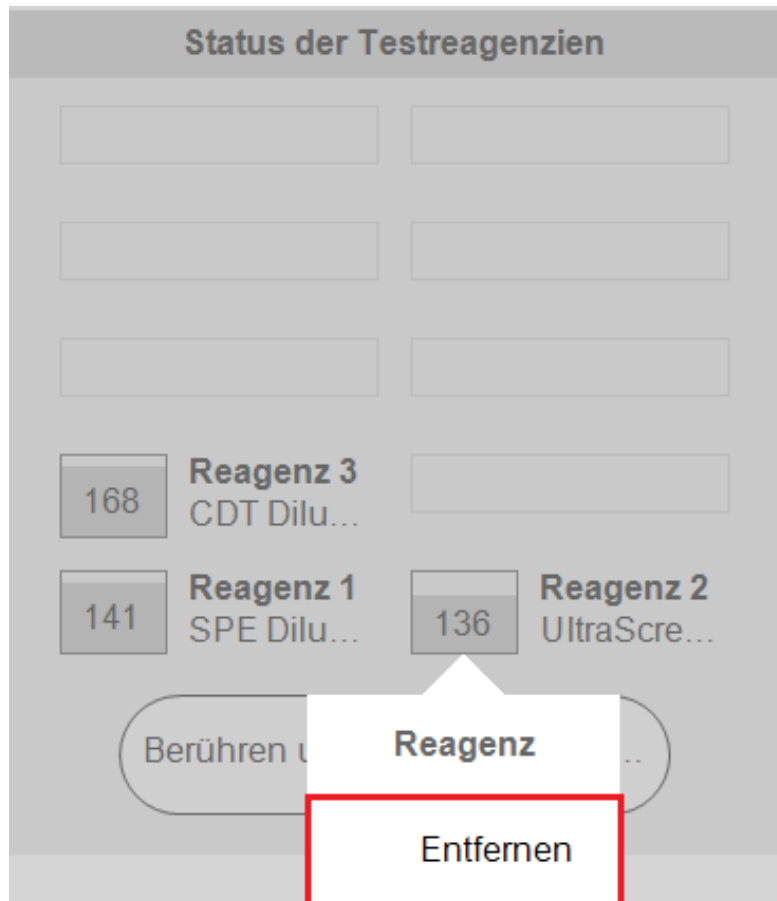 Status der Testreagenzien
168
Reagenz 3
CDT Dilu...
141
Reagenz 1
SPE Dilu...
136
Reagenz 2
UltraScre...
Berühren ...
Reagenz
Entfernen